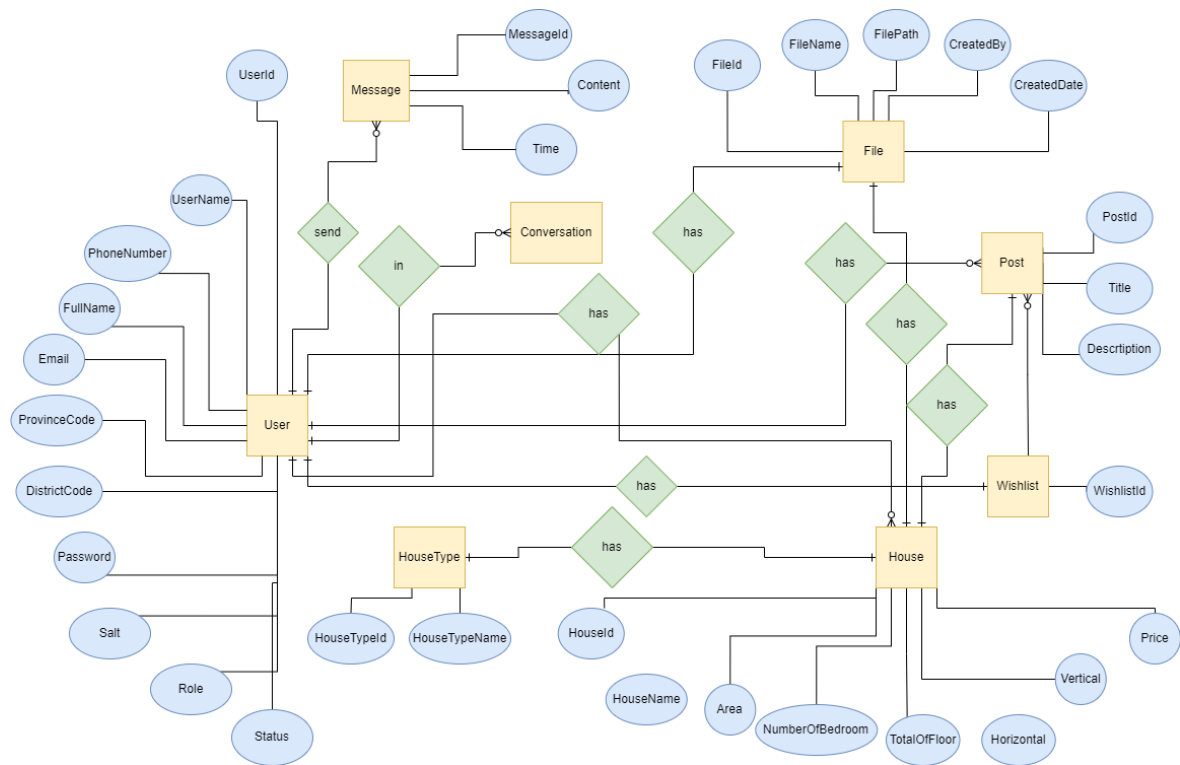 MessageId
FileName
FilePath
CreatedBy
UserId
FileId
Message
Content
CreatedDate
Time
File
UserName
PostId
send
Conversation
has
PhoneNumber
in
has
Post
Title
FullName
has
has
Descrtiption
Email
has
ProvinceCode
User
DistrictCode
has
Wishlist
WishlistId
Password
HouseType
has
House
Salt
HouseTypeId
HouseTypeName
HouseId
Price
Role
HouseName
Area
Vertical
Status
NumberOfBedroom
TotalOfFloor
Horizontal